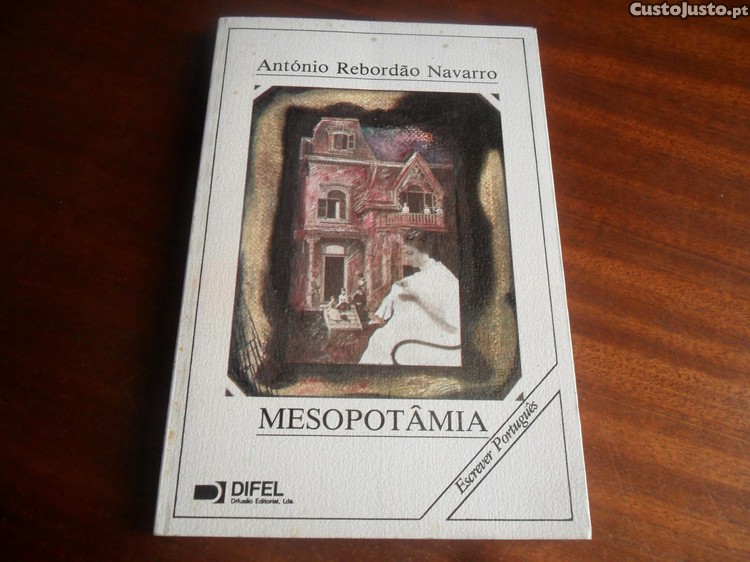 CustoJusto.pt
António Rebordão Navarro
MESOPOTÂMIA
Escrever Português
DIFEL
Difusão Editorial, Lda.